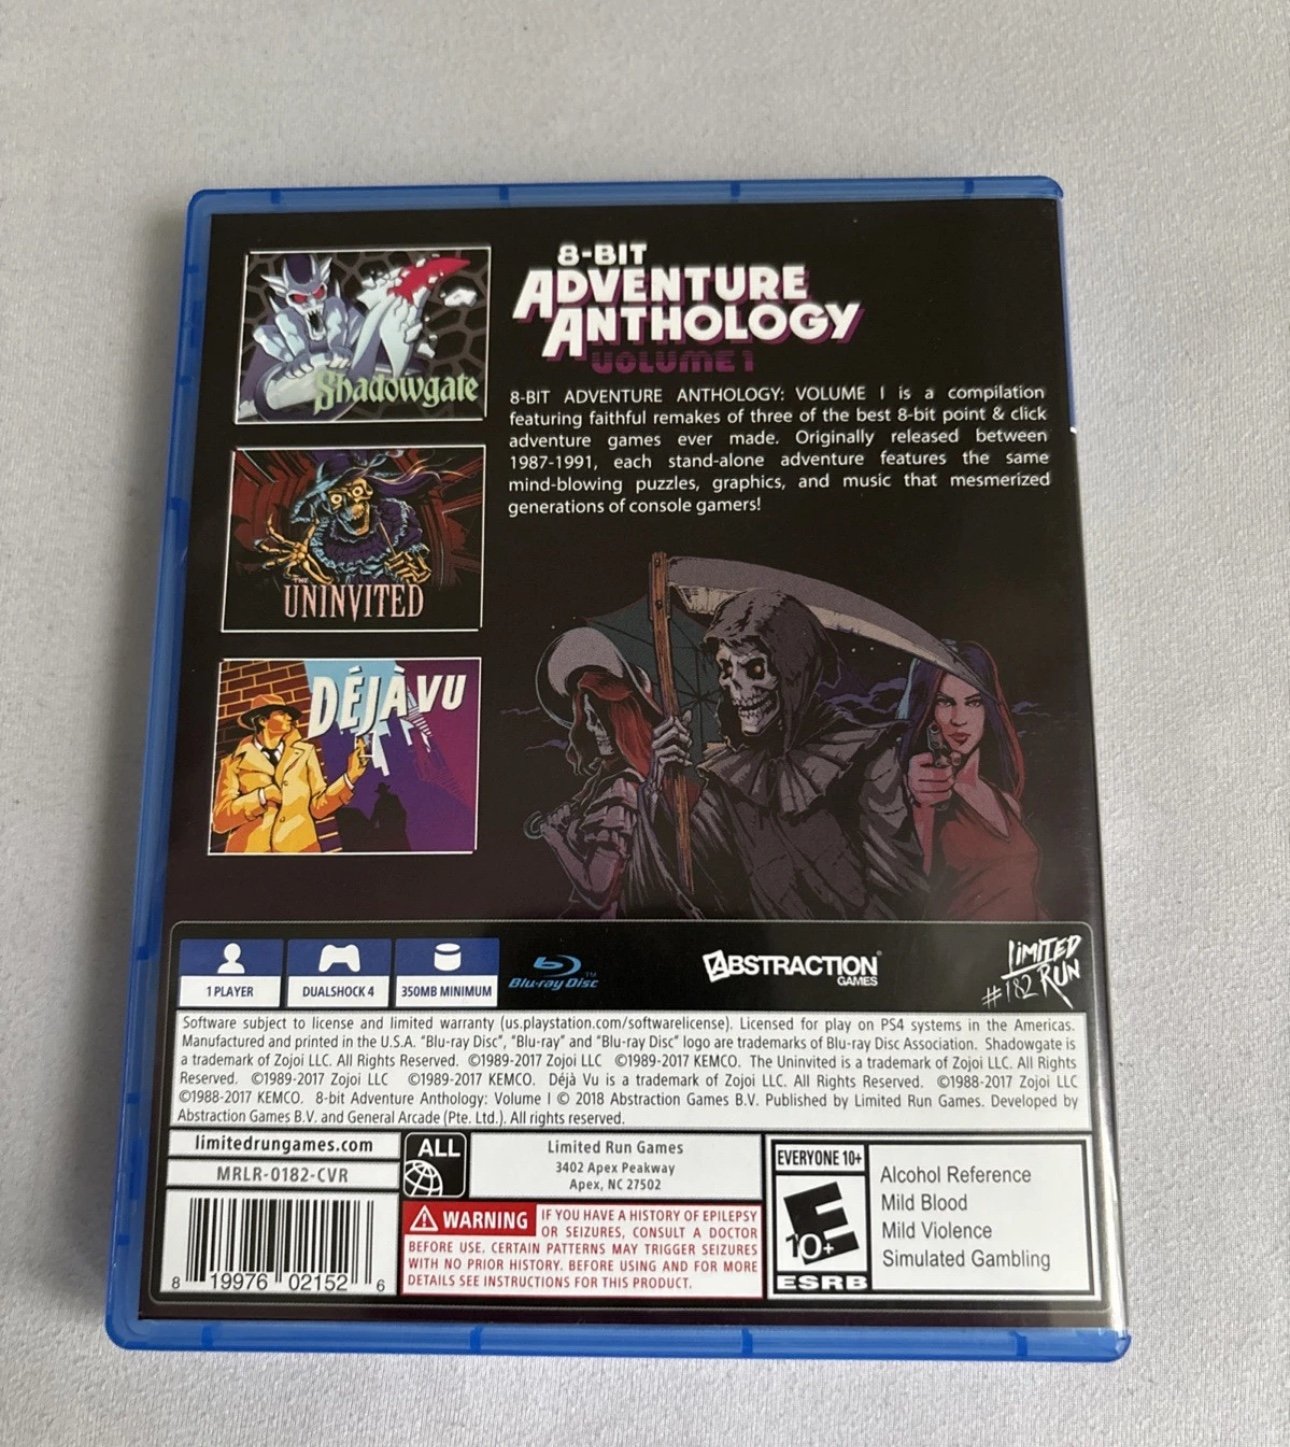 8-BIT
ADVENTURE
ANTHOLOGY
VOLUME I
8-BIT ADVENTURE ANTHOLOGY: VOLUME I is a compilation
featuring faithful remakes of three of the best 8-bit point & click
adventure games ever made. Originally released between
1987-1991, each stand-alone adventure features the same
mind-blowing puzzles, graphics, and music that mesmerized
generations of console gamers!
Shadowgate
THE
UNINVITED
DÉJÀ VU
1 PLAYER
DUALSHOCK 4
350MB MINIMUM
Blu-ray Disc™
ABSTRACTION®
GAMES
LIMITED
RUN
#182
Software subject to license and limited warranty (us.playstation.com/softwarelicense). Licensed for play on PS4 systems in the Americas.
Manufactured and printed in the U.S.A. "Blu-ray Disc", "Blu-ray" and "Blu-ray Disc" logo are trademarks of Blu-ray Disc Association. Shadowgate is
a trademark of Zojoi LLC. All Rights Reserved. ©1989-2017 Zojoi LLC ©1989-2017 KEMCO. The Uninvited is a trademark of Zojoi LLC. All Rights
Reserved. ©1989-2017 Zojoi LLC ©1989-2017 KEMCO. Déjà Vu is a trademark of Zojoi LLC. All Rights Reserved. ©1988-2017 Zojoi LLC
©1988-2017 KEMCO. 8-bit Adventure Anthology: Volume I © 2018 Abstraction Games B.V. Published by Limited Run Games. Developed by
Abstraction Games B.V. and General Arcade (Pte. Ltd.). All rights reserved.
limitedrungames.com
MRLR-0182-CVR
8 19976 02152 6
ALL
Limited Run Games
3402 Apex Peakway
Apex, NC 27502
WARNING IF YOU HAVE A HISTORY OF EPILEPSY
OR SEIZURES, CONSULT A DOCTOR
BEFORE USE. CERTAIN PATTERNS MAY TRIGGER SEIZURES
WITH NO PRIOR HISTORY. BEFORE USING AND FOR MORE
DETAILS SEE INSTRUCTIONS FOR THIS PRODUCT.
EVERYONE 10+
E
10+
ESRB
Alcohol Reference
Mild Blood
Mild Violence
Simulated Gambling